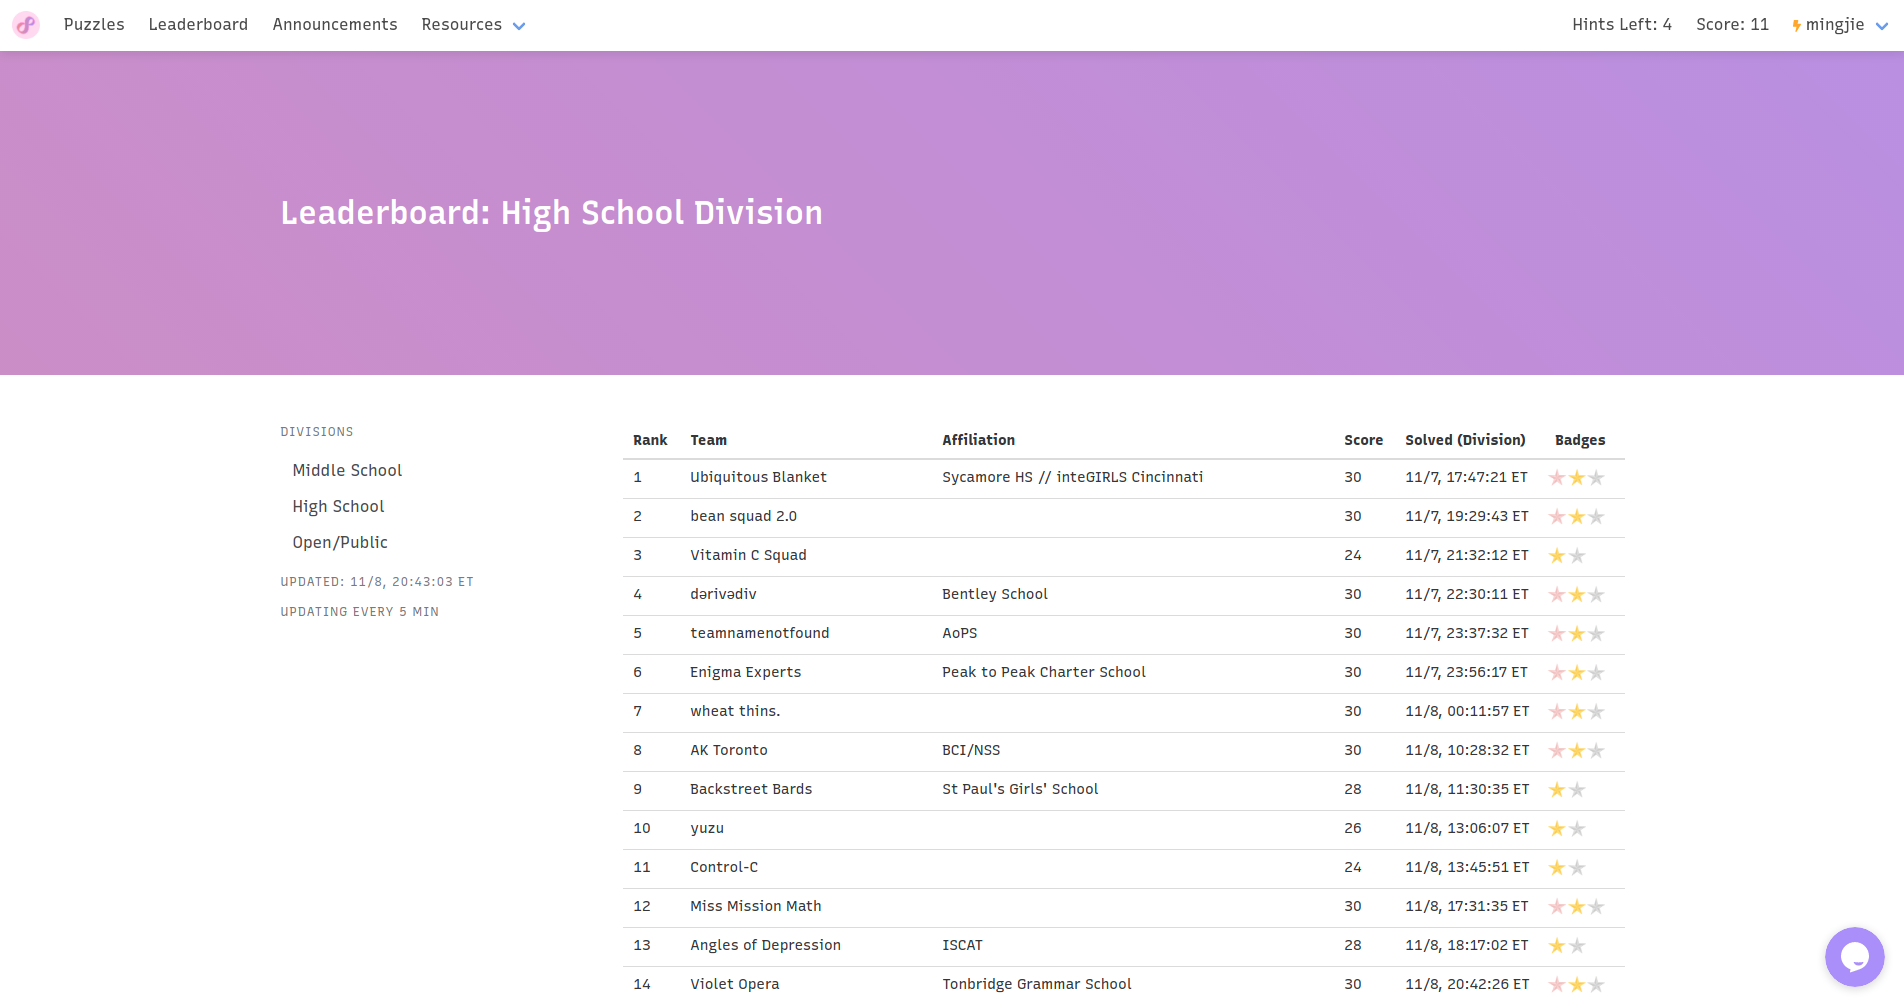 Puzzles Leaderboard Announcements Resources Hints Left: 4 Score: 11 mingjie
Leaderboard: High School Division
DIVISIONS
Middle School
High School
Open/Public
UPDATED: 11/8, 20:43:03 ET
UPDATING EVERY 5 MIN
Rank Team Affiliation Score Solved (Division) Badges
1 Ubiquitous Blanket Sycamore HS // inteGIRLS Cincinnati 30 11/7, 17:47:21 ET
2 bean squad 2.0 30 11/7, 19:29:43 ET
3 Vitamin C Squad 24 11/7, 21:32:12 ET
4 dərivədiv Bentley School 30 11/7, 22:30:11 ET
5 teamnamenotfound AoPS 30 11/7, 23:37:32 ET
6 Enigma Experts Peak to Peak Charter School 30 11/7, 23:56:17 ET
7 wheat thins. 30 11/8, 00:11:57 ET
8 AK Toronto BCI/NSS 30 11/8, 10:28:32 ET
9 Backstreet Bards St Paul's Girls' School 28 11/8, 11:30:35 ET
10 yuzu 26 11/8, 13:06:07 ET
11 Control-C 24 11/8, 13:45:51 ET
12 Miss Mission Math 30 11/8, 17:31:35 ET
13 Angles of Depression ISCAT 28 11/8, 18:17:02 ET
14 Violet Opera Tonbridge Grammar School 30 11/8, 20:42:26 ET